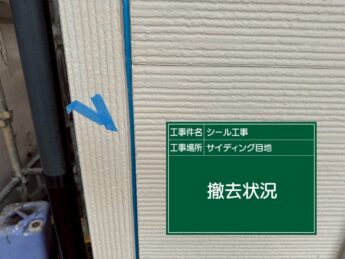 工事件名 シール工事
工事場所 サイディング目地
撤去状況